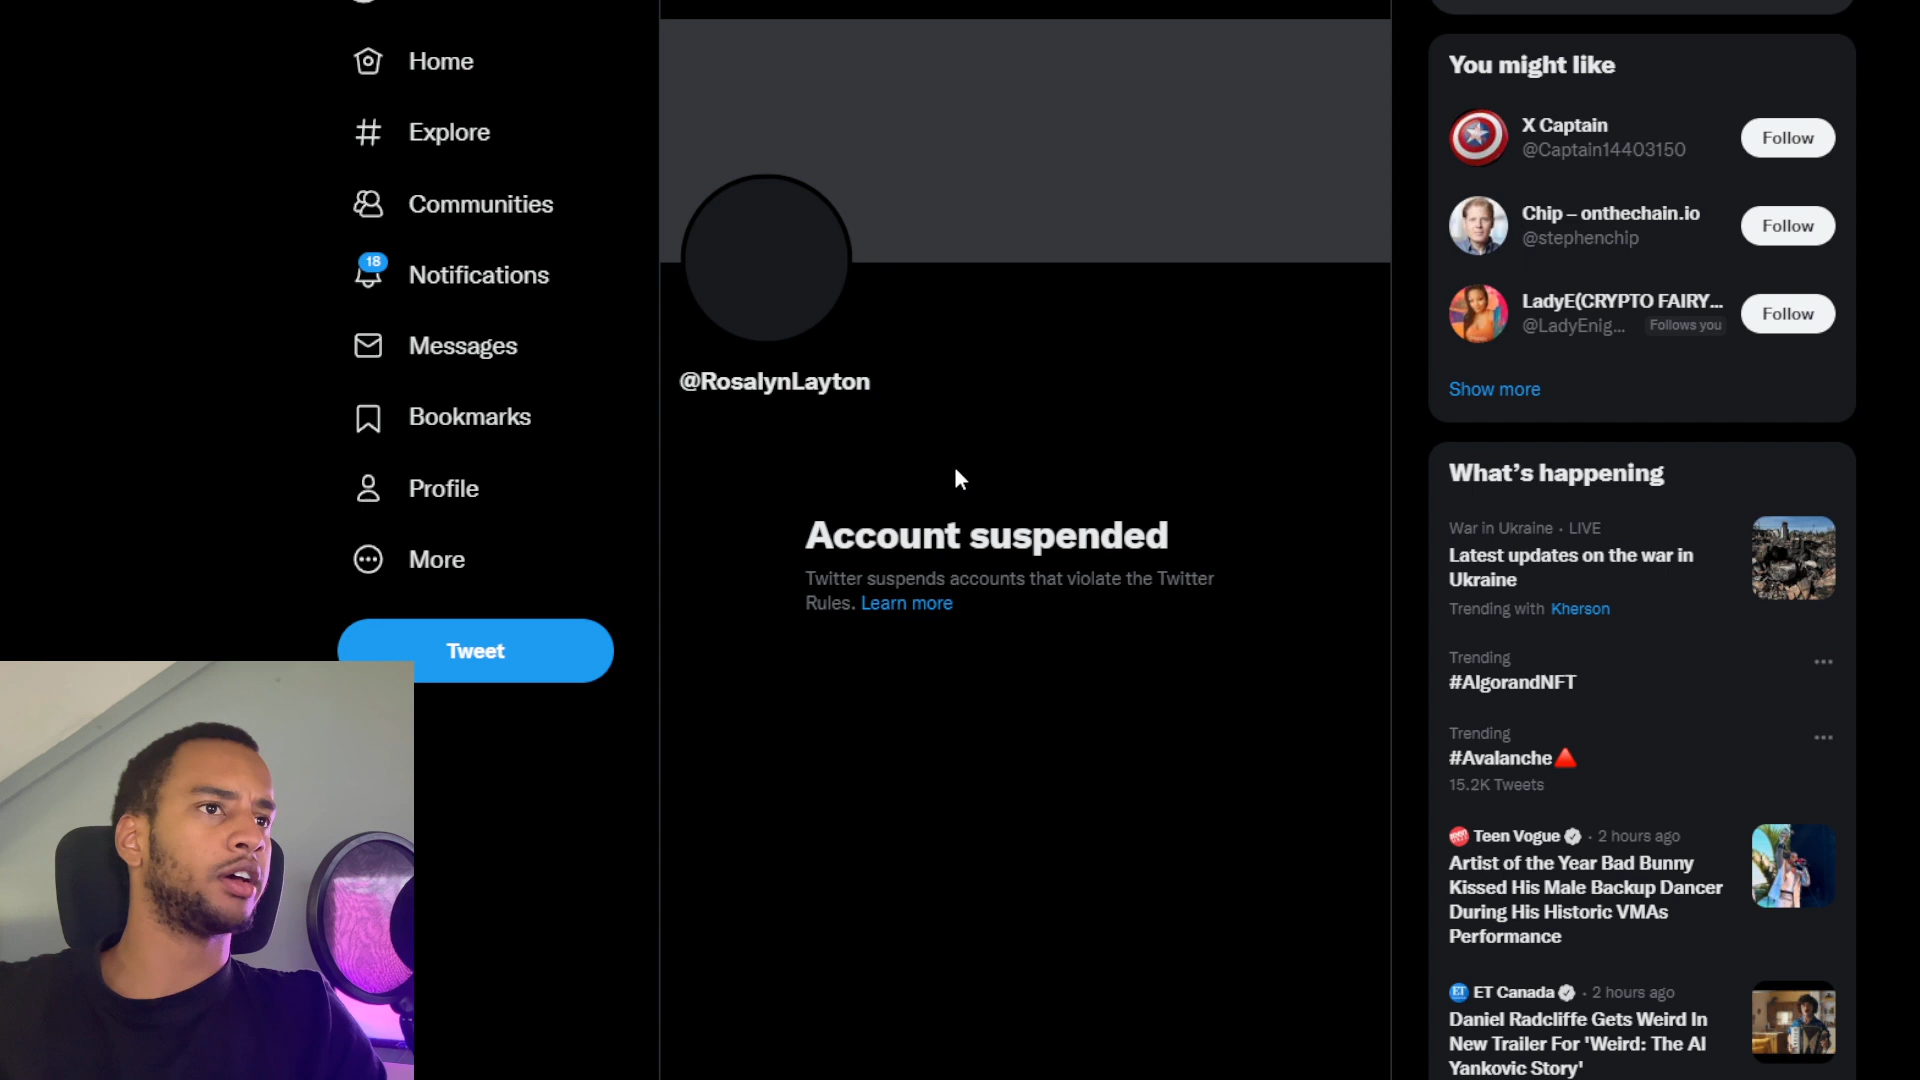 Home
Explore
Communities
18
Notifications
Messages
Bookmarks
Profile
More
Tweet
@RosalynLayton
Account suspended
Twitter suspends accounts that violate the Twitter
Rules. Learn more
You might like
X Captain
@Captain14403150
Follow
Chip – onthechain.io
@stephenchip
Follow
LadyE(CRYPTO FAIRY...
@LadyEnig... Follows you
Follow
Show more
What’s happening
War in Ukraine · LIVE
Latest updates on the war in
Ukraine
Trending with Kherson
Trending
#AlgorandNFT
Trending
#Avalanche🔺
15.2K Tweets
Teen Vogue · 2 hours ago
Artist of the Year Bad Bunny
Kissed His Male Backup Dancer
During His Historic VMAs
Performance
ET
ET Canada · 2 hours ago
Daniel Radcliffe Gets Weird In
New Trailer For 'Weird: The Al
Yankovic Story'